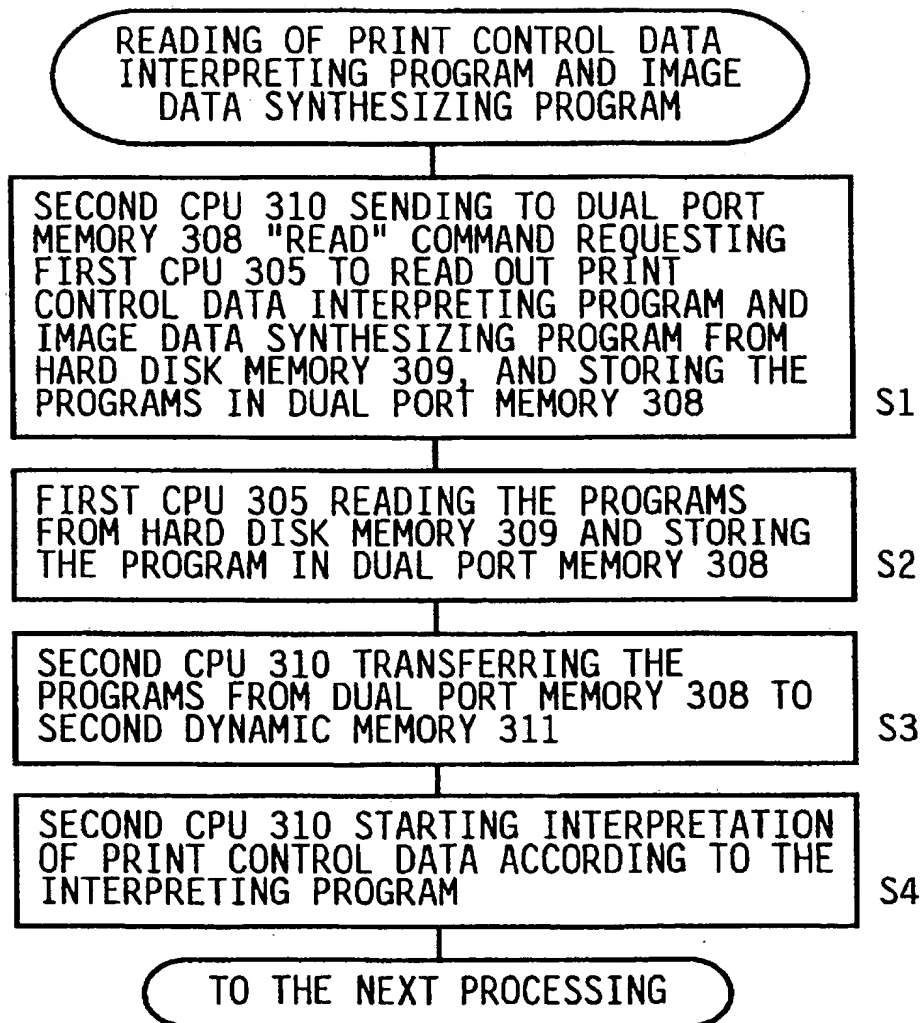 READING OF PRINT CONTROL DATA
INTERPRETING PROGRAM AND IMAGE
DATA SYNTHESIZING PROGRAM
SECOND CPU 310 SENDING TO DUAL PORT
MEMORY 308 "READ" COMMAND REQUESTING
FIRST CPU 305 TO READ OUT PRINT
CONTROL DATA INTERPRETING PROGRAM AND
IMAGE DATA SYNTHESIZING PROGRAM FROM
HARD DISK MEMORY 309, AND STORING THE
PROGRAMS IN DUAL PORT MEMORY 308
S1
FIRST CPU 305 READING THE PROGRAMS
FROM HARD DISK MEMORY 309 AND STORING
THE PROGRAM IN DUAL PORT MEMORY 308
S2
SECOND CPU 310 TRANSFERRING THE
PROGRAMS FROM DUAL PORT MEMORY 308 TO
SECOND DYNAMIC MEMORY 311
S3
SECOND CPU 310 STARTING INTERPRETATION
OF PRINT CONTROL DATA ACCORDING TO THE
INTERPRETING PROGRAM
S4
TO THE NEXT PROCESSING